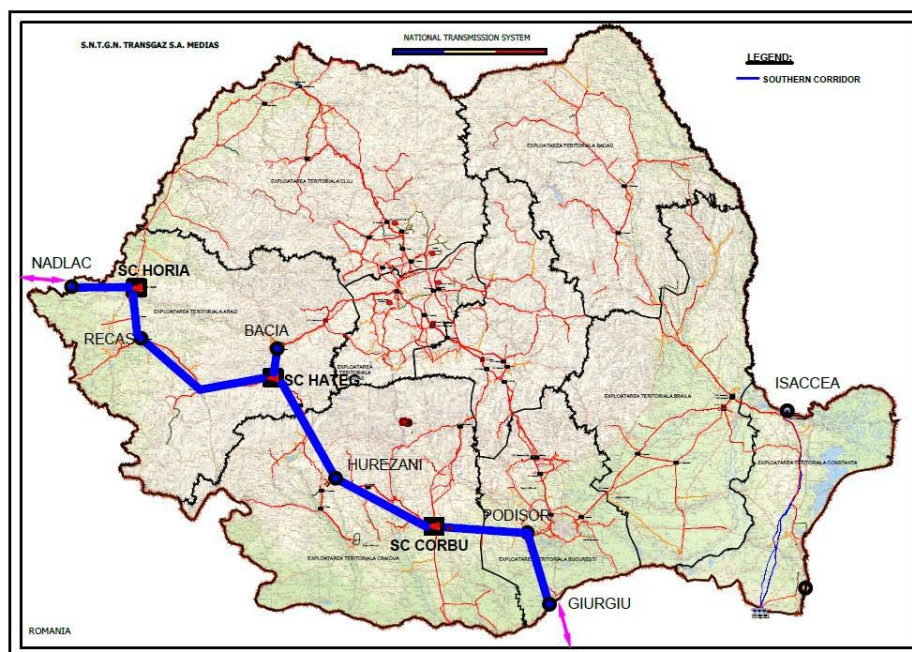 S.N.T.G.N. TRANSGAZ S.A. MEDIAS
NATIONAL TRANSMISSION SYSTEM
LEGEND:
SOUTHERN CORRIDOR
EXPLOATAREA TERITORIALA BACAU
EXPLOATAREA TERITORIALA CLUJ
NADLAC
SC HORIA
EXPLOATAREA TERITORIALA ARAD
RECAS
BACIA
EXPLOATAREA
TERITORIALA
SC HATEG
ISACCEA
EXPLOATAREA TERITORIALA BRAILA
EXPLOATAREA TERITORIALA CONSTANTA
HUREZANI
PODISOR
SC CORBU
EXPLOATAREA TERITORIALA CRAIOVA
EXPLOATAREA TERITORIALA BUCURESTI
GIURGIU
ROMANIA